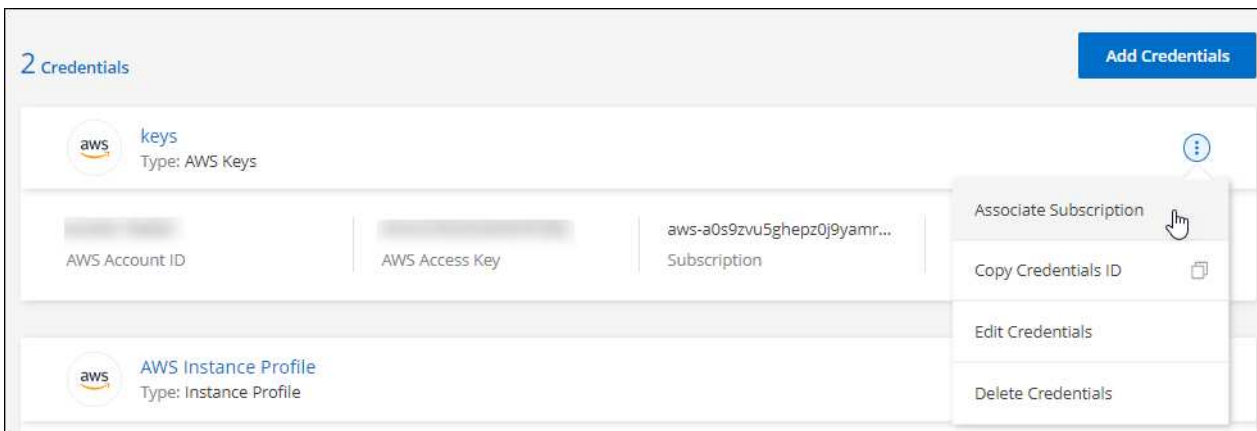 2 Credentials
Add Credentials
aws
keys
Type: AWS Keys
Associate Subscription
Copy Credentials ID
Edit Credentials
Delete Credentials
AWS Account ID
AWS Access Key
aws-a0s9zvu5ghepz0j9yamr...
Subscription
aws
AWS Instance Profile
Type: Instance Profile